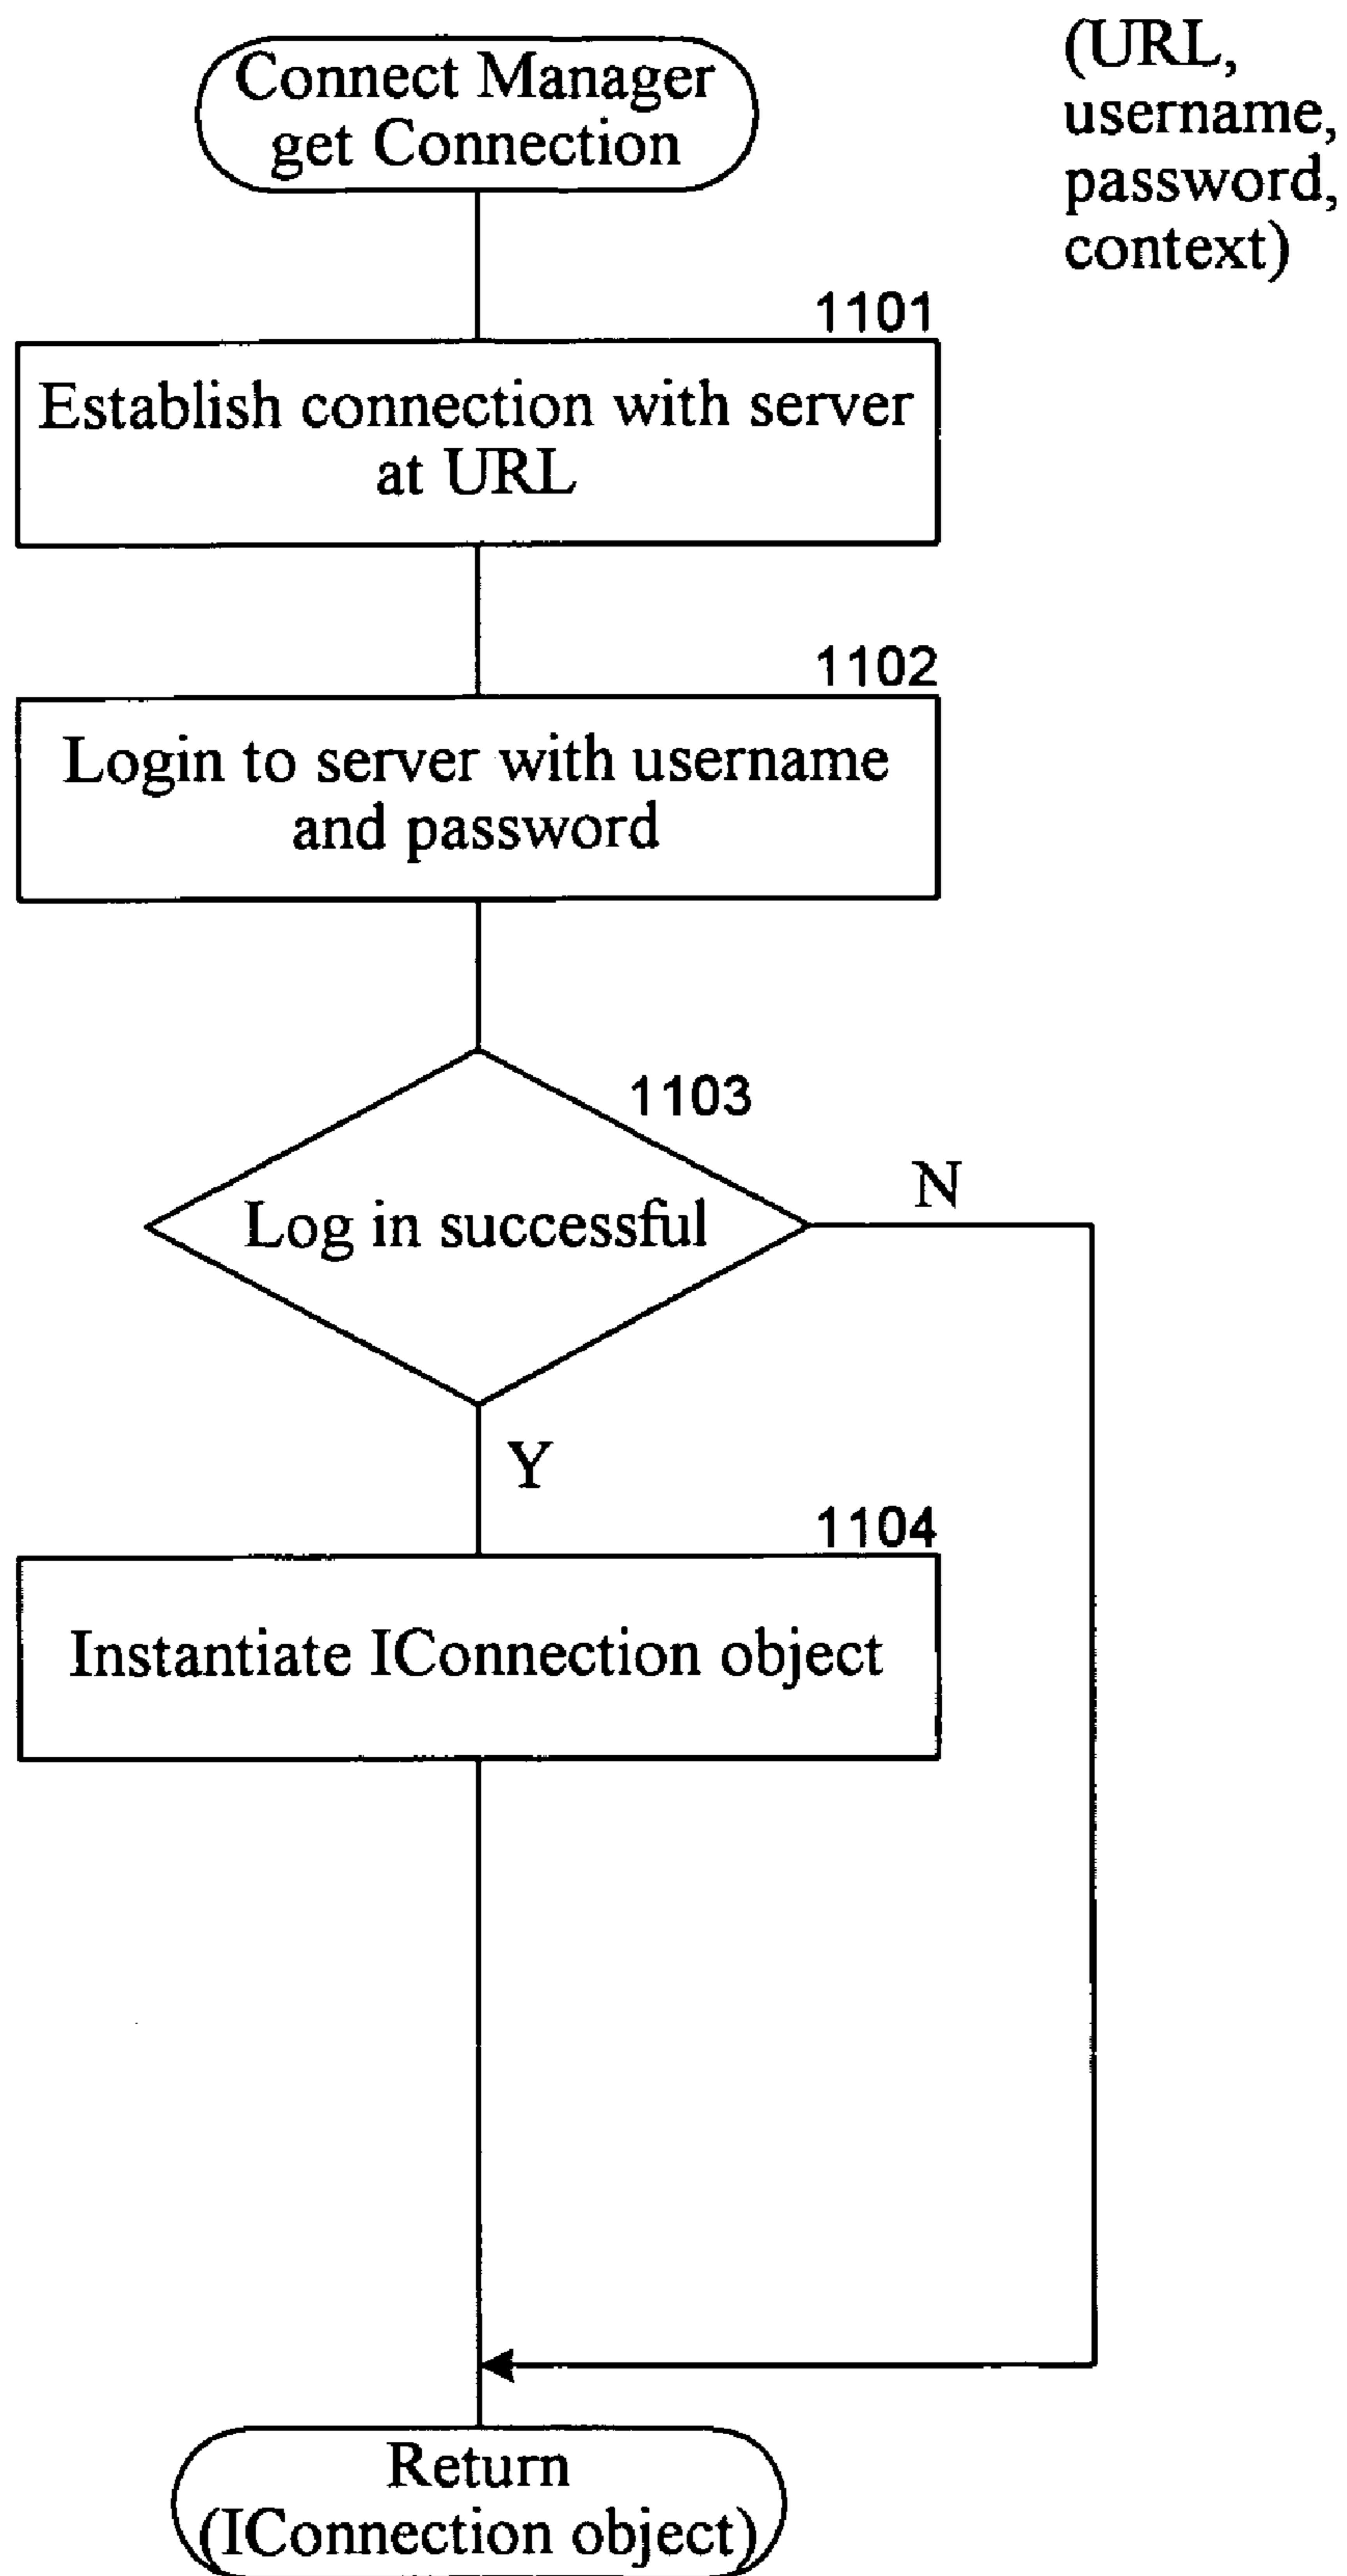 Connect Manager
get Connection
(URL,
username,
password,
context)
1101
Establish connection with server
at URL
1102
Login to server with username
and password
1103
Log in successful
N
Y
1104
Instantiate IConnection object
Return
(IConnection object)